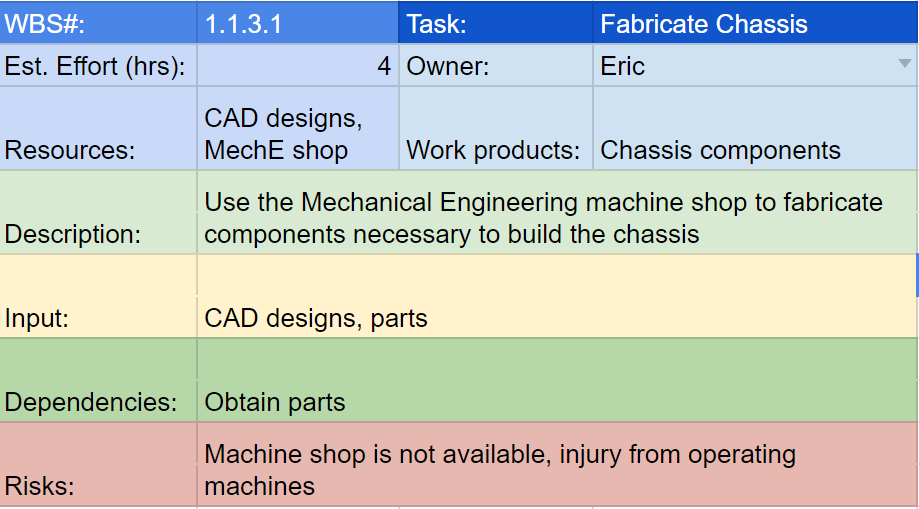 WBS#: 1.1.3.1 Task: Fabricate Chassis
Est. Effort (hrs): 4 Owner: Eric
CAD designs,
Resources: MechE shop Work products: Chassis components
Use the Mechanical Engineering machine shop to fabricate
Description: components necessary to build the chassis
Input: CAD designs, parts
Dependencies: Obtain parts
Machine shop is not available, injury from operating
Risks: machines